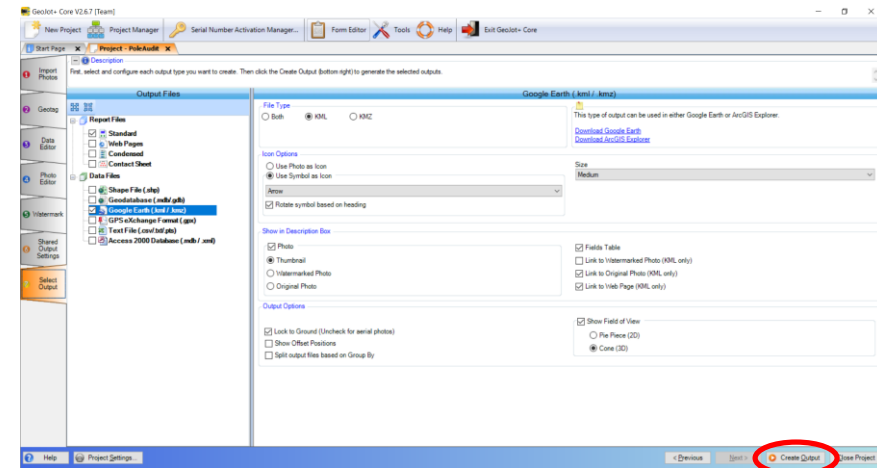 GeoJot+ Core V2.6.7 [Team]
New Project Project Manager Serial Number Activation Manager... Form Editor Tools Help Exit GeoJot+ Core
Start Page Project - PoleAudit
Description
First, select and configure each output type you want to create. Then click the Create Output (bottom right) to generate the selected outputs.
Import Photos
Geotag
Data Editor
Photo Editor
Watermark
Shared Output Settings
Select Output
Output Files
Report Files
Standard
Web Pages
Condensed
Contact Sheet
Data Files
Shape File (.shp)
Geodatabase (.mdb/.gdb)
Google Earth (.kml / .kmz)
GPS eXchange Format (.gpx)
Text File (.csv/.txt/.pts)
Access 2000 Database (.mdb / .xml)
Google Earth (.kml / .kmz)
File Type
Both KML KMZ
This type of output can be used in either Google Earth or ArcGIS Explorer.
Download Google Earth
Download ArcGIS Explorer
Icon Options
Use Photo as Icon
Use Symbol as Icon
Arrow
Rotate symbol based on heading
Size
Medium
Show in Description Box
Photo
Thumbnail
Watermarked Photo
Original Photo
Fields Table
Link to Watermarked Photo (KML only)
Link to Original Photo (KML only)
Link to Web Page (KML only)
Output Options
Lock to Ground (Uncheck for aerial photos)
Show Offset Positions
Split output files based on Group By
Show Field of View
Pie Piece (2D)
Cone (3D)
Help Project Settings... < Previous Next > Create Output Close Project